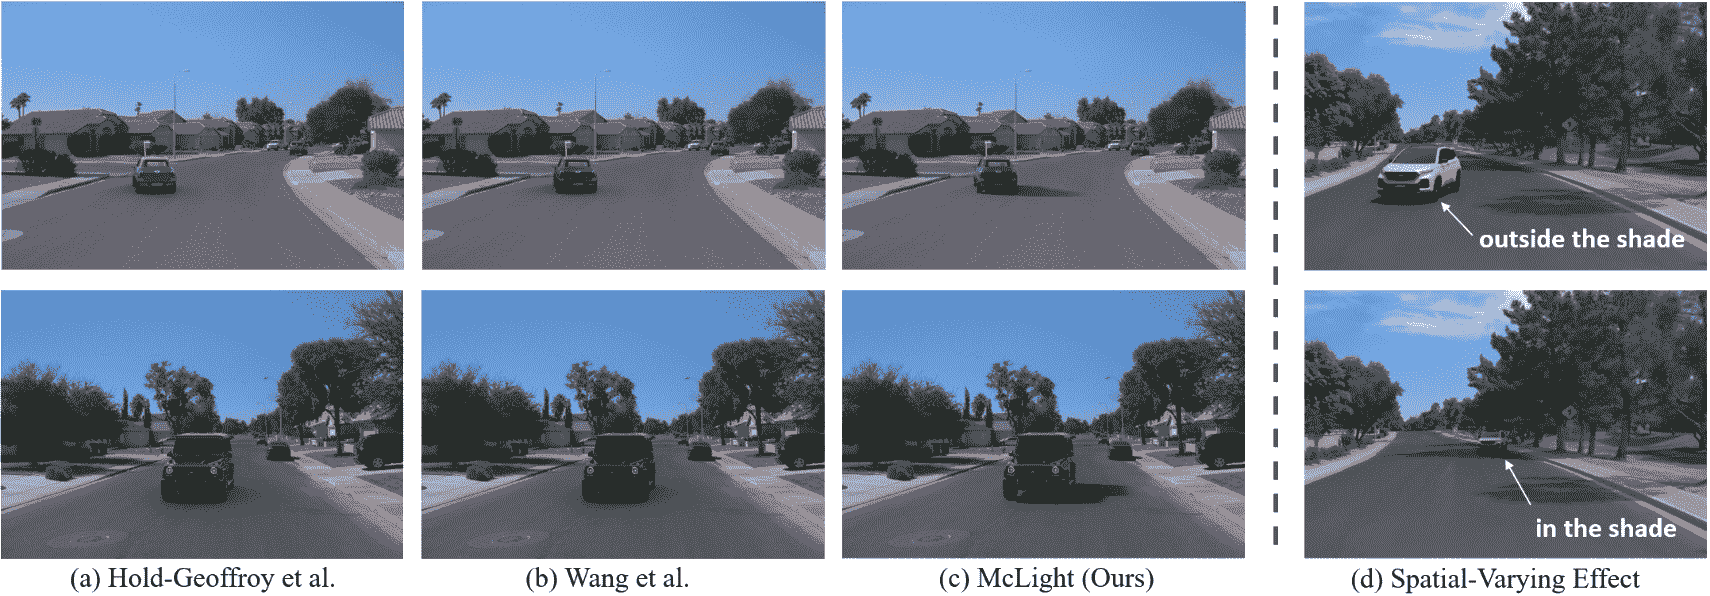 outside the shade
in the shade
(a) Hold-Geoffroy et al.
(b) Wang et al.
(c) McLight (Ours)
(d) Spatial-Varying Effect